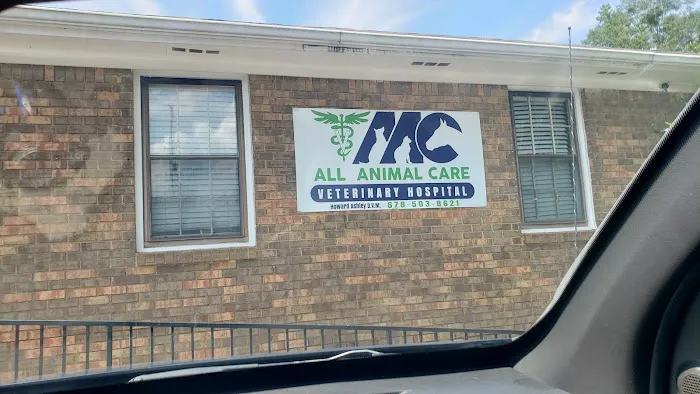 AAC
ALL ANIMAL CARE
VETERINARY HOSPITAL
Howard Ashley D.V.M. 678-503-8621